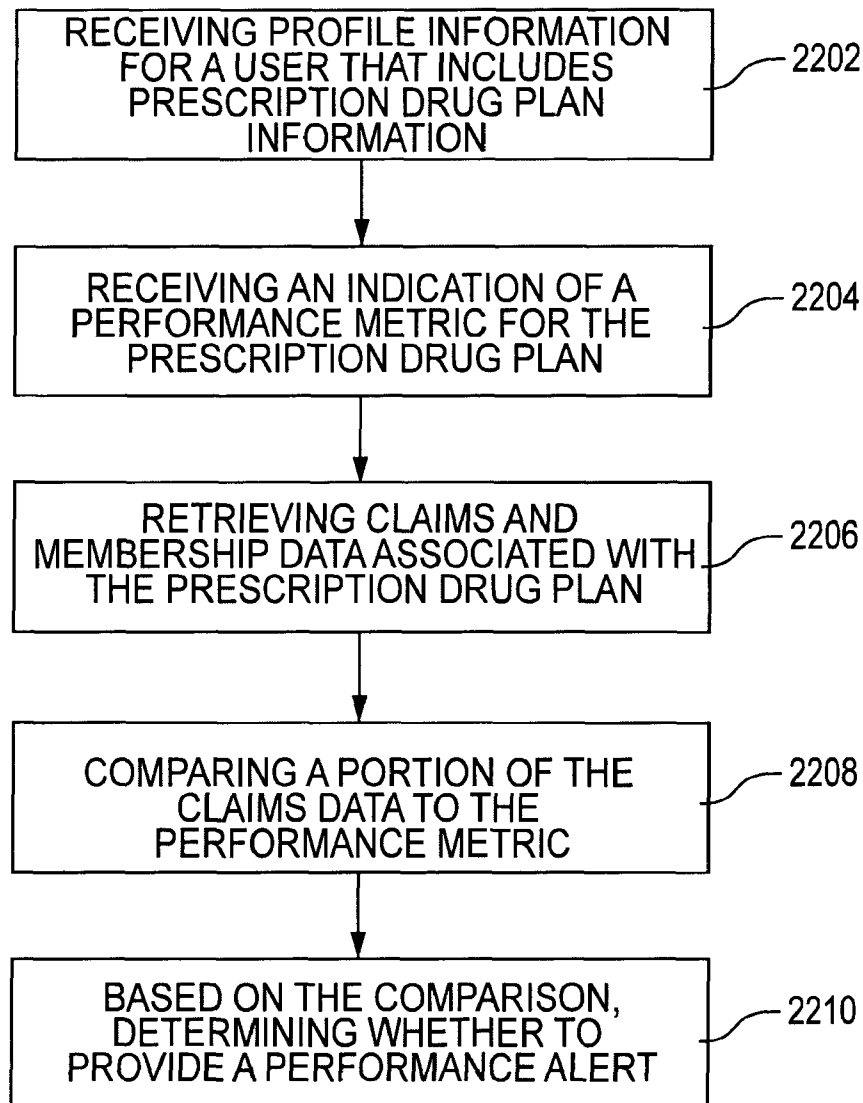 RECEIVING PROFILE INFORMATION
FOR A USER THAT INCLUDES
PRESCRIPTION DRUG PLAN
INFORMATION
2202
RECEIVING AN INDICATION OF A
PERFORMANCE METRIC FOR THE
PRESCRIPTION DRUG PLAN
2204
RETRIEVING CLAIMS AND
MEMBERSHIP DATA ASSOCIATED WITH
THE PRESCRIPTION DRUG PLAN
2206
COMPARING A PORTION OF THE
CLAIMS DATA TO THE
PERFORMANCE METRIC
2208
BASED ON THE COMPARISON,
DETERMINING WHETHER TO
PROVIDE A PERFORMANCE ALERT
2210